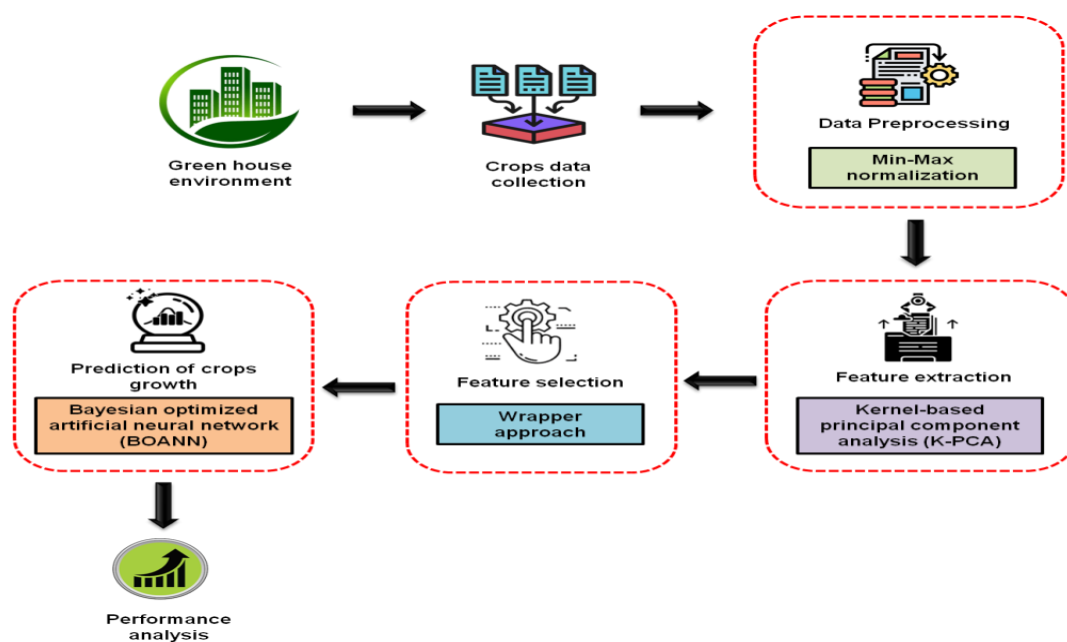 Green house
environment
Crops data
collection
Data Preprocessing
Min-Max
normalization
Feature extraction
Kernel-based
principal component
analysis (K-PCA)
Feature selection
Wrapper
approach
Prediction of crops
growth
Bayesian optimized
artificial neural network
(BOANN)
Performance
analysis